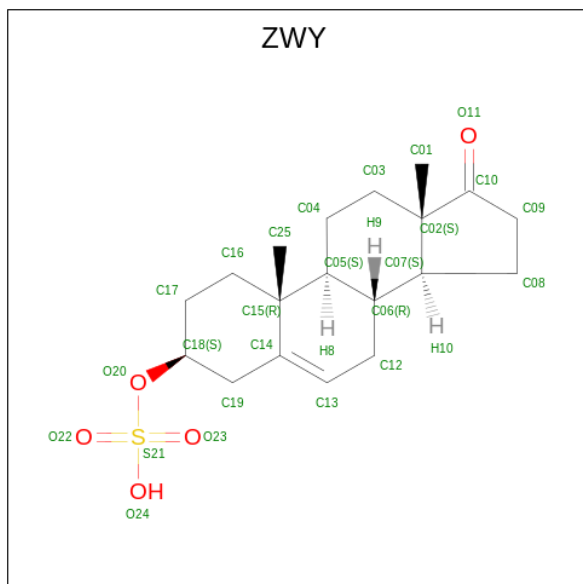 ZWY
O11
O
C01
C10
C03
C09
C04
H9
H
C25
C02(S)
C16
C05(S)
C07(S)
C08
C17
C15(R)
C06(R)
H
H
H10
C18(S)
C14
H8
C12
O20
O
C19
C13
O22
O
S
O
O23
S21
OH
O24